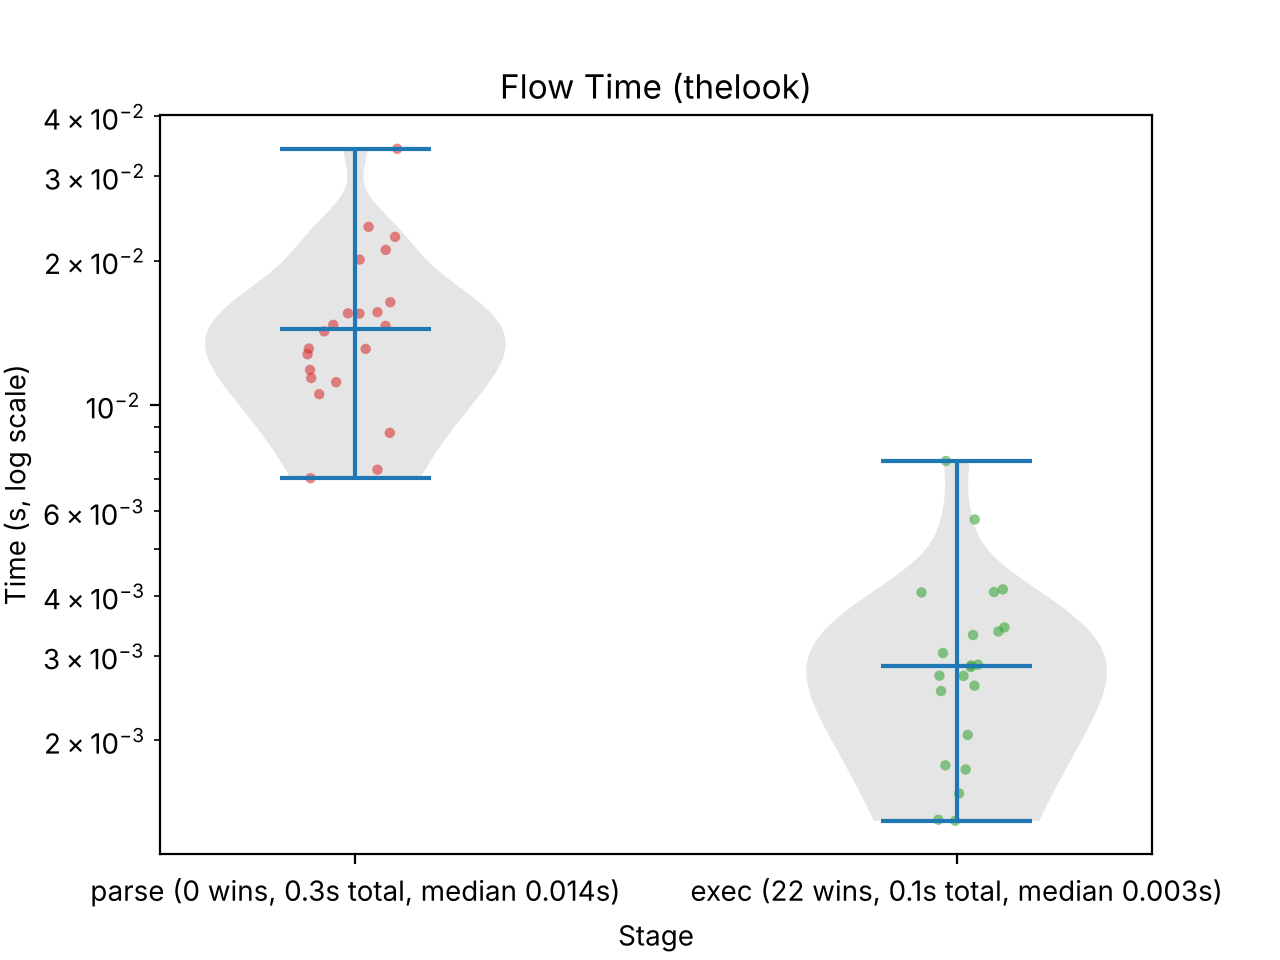 Flow Time (thelook)
Time (s, log scale)
4 × 10⁻²
3 × 10⁻²
2 × 10⁻²
10⁻²
6 × 10⁻³
4 × 10⁻³
3 × 10⁻³
2 × 10⁻³
parse (0 wins, 0.3s total, median 0.014s)
exec (22 wins, 0.1s total, median 0.003s)
Stage